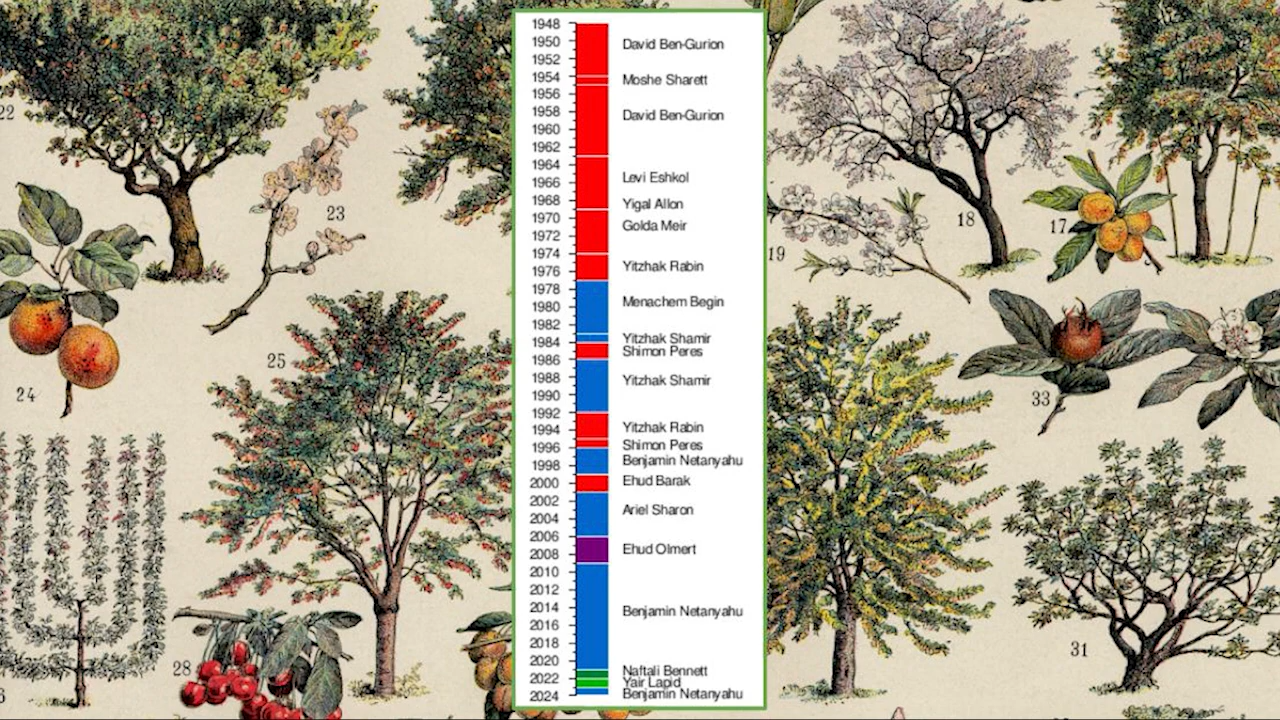 22
23
24
25
28
6
1948
1950
1952
1954
1956
1958
1960
1962
1964
1966
1968
1970
1972
1974
1976
1978
1980
1982
1984
1986
1988
1990
1992
1994
1996
1998
2000
2002
2004
2006
2008
2010
2012
2014
2016
2018
2020
2022
2024
David Ben-Gurion
Moshe Sharett
David Ben-Gurion
Levi Eshkol
Yigal Allon
Golda Meir
Yitzhak Rabin
Menachem Begin
Yitzhak Shamir
Shimon Peres
Yitzhak Shamir
Yitzhak Rabin
Shimon Peres
Benjamin Netanyahu
Ehud Barak
Ariel Sharon
Ehud Olmert
Benjamin Netanyahu
Naftali Bennett
Yair Lapid
Benjamin Netanyahu
18
17
19
33
31